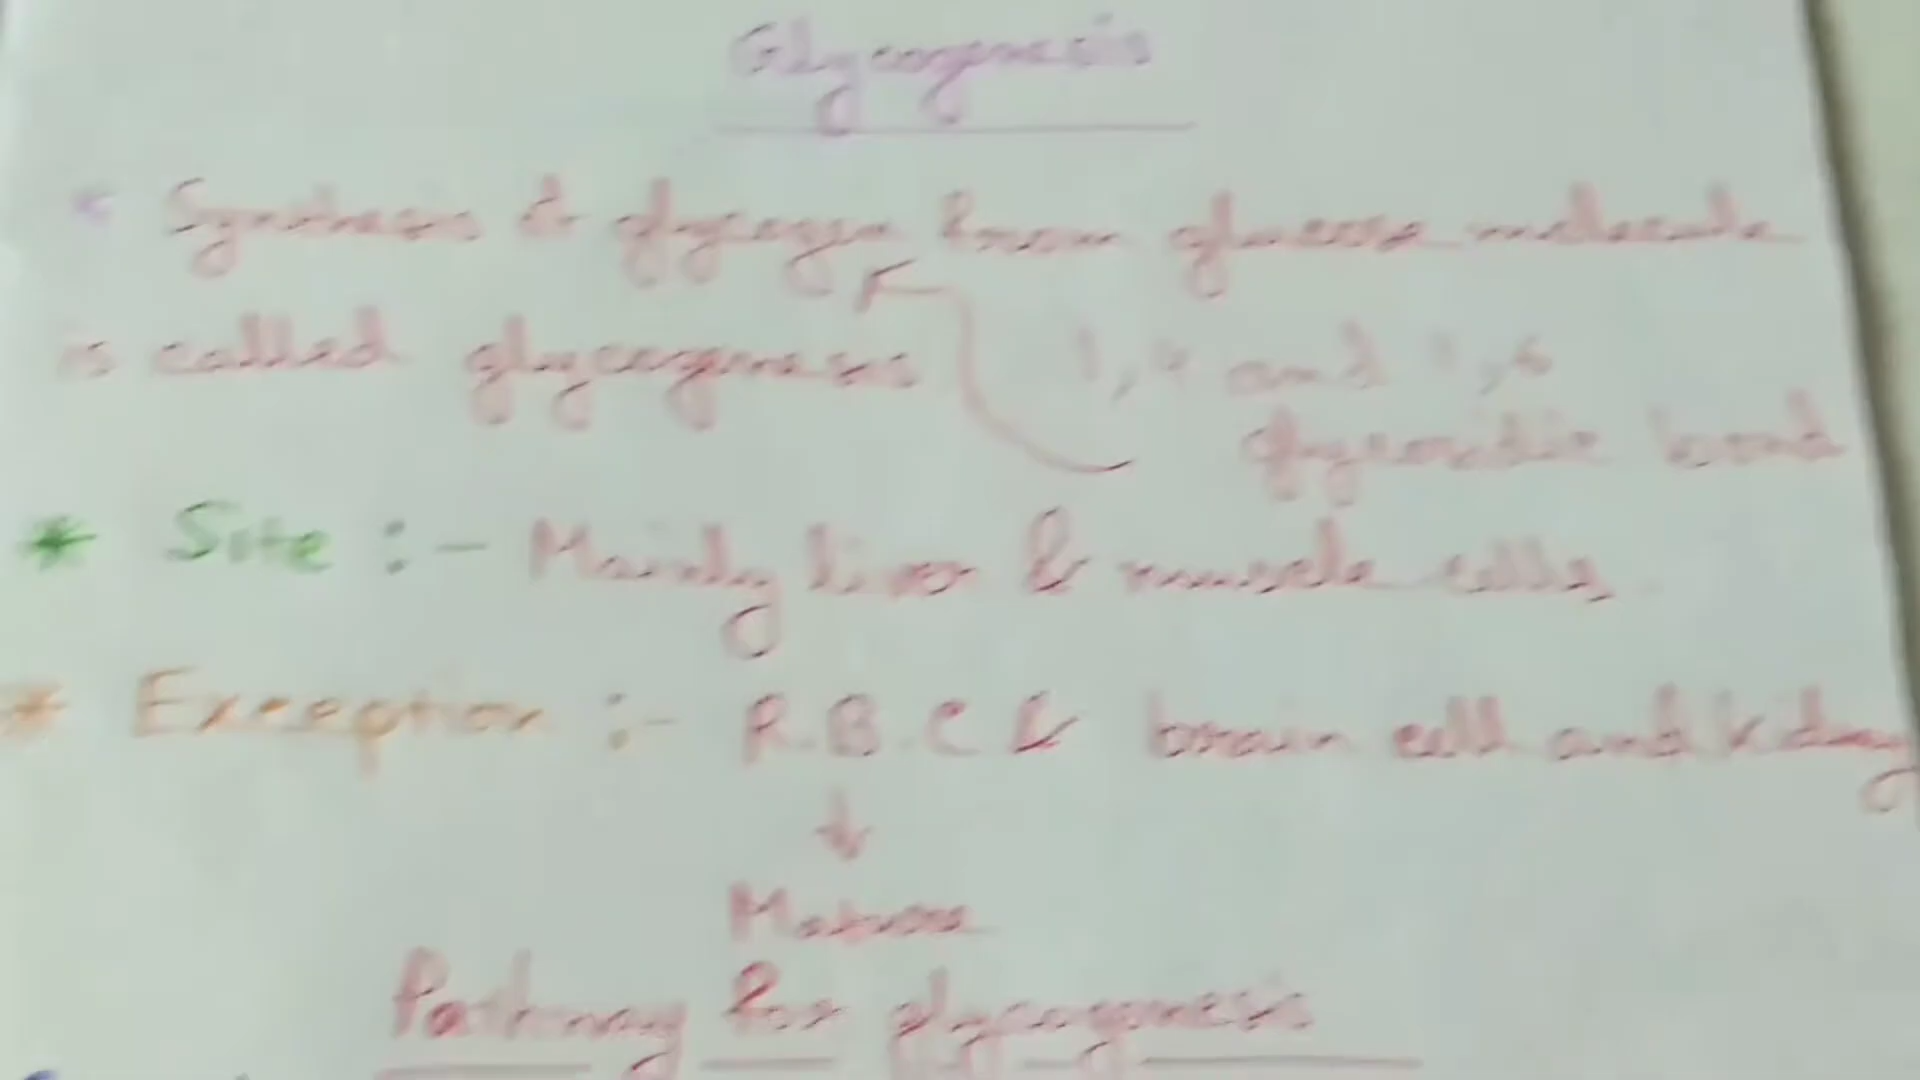 Glycogenesis
* Synthesis of glycogen from glucose molecule
is called glycogenesis
1,4 and 1,6
glycosidic bond
* Site :- Mainly liver & muscle cells
* Exception :- R.B.C & brain cell and kidney
↓
Mature
Pathway for glycogenesis